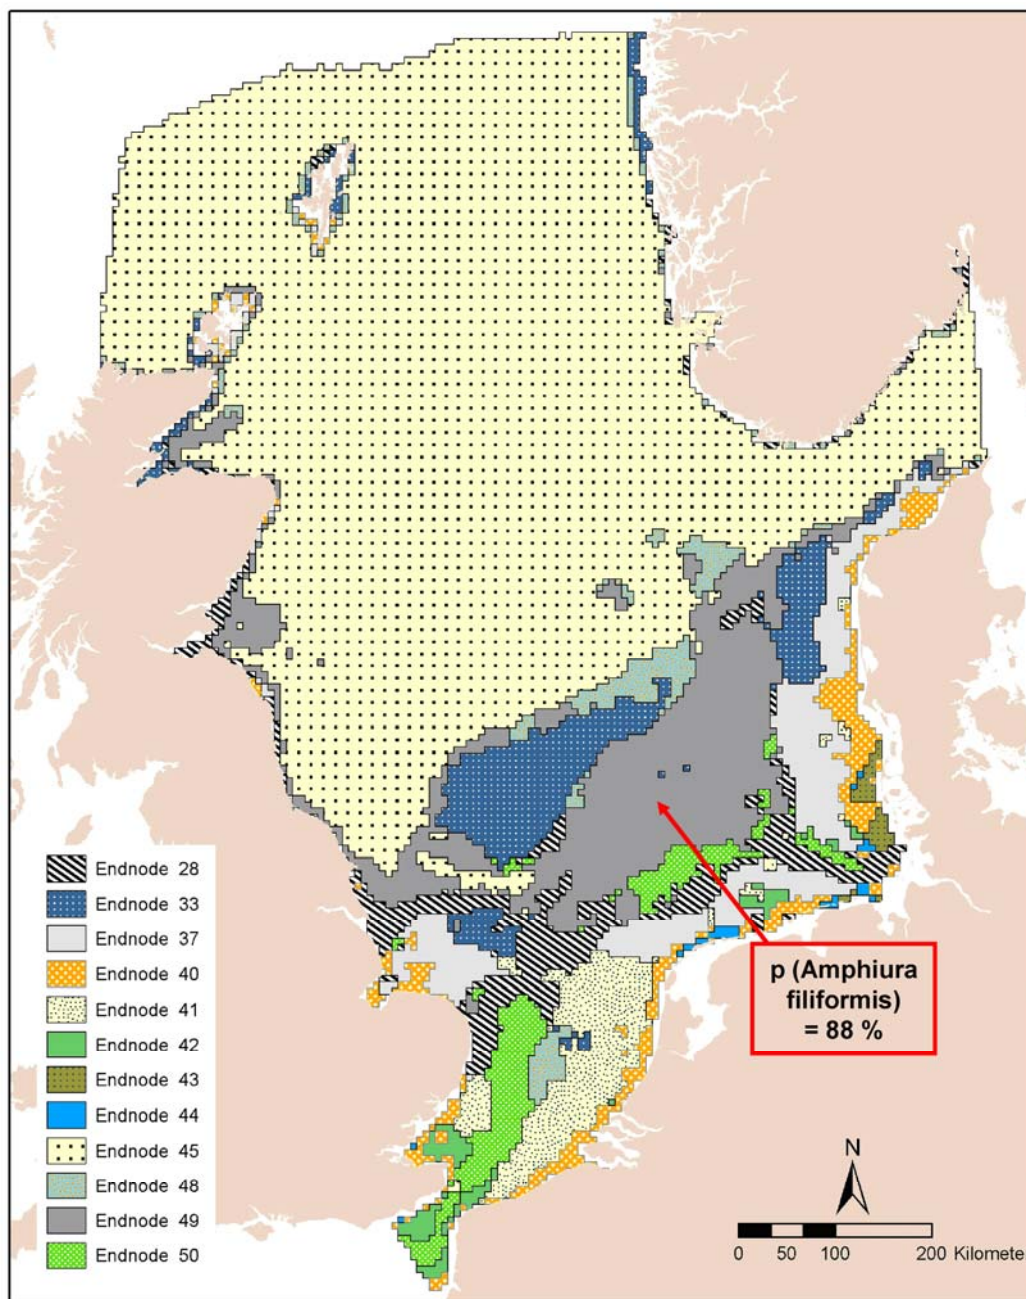 Endnode 28
Endnode 33
Endnode 37
Endnode 40
Endnode 41
Endnode 42
Endnode 43
Endnode 44
Endnode 45
Endnode 48
Endnode 49
Endnode 50
p (Amphiura
filiformis)
= 88 %
N
0 50 100 200 Kilomete